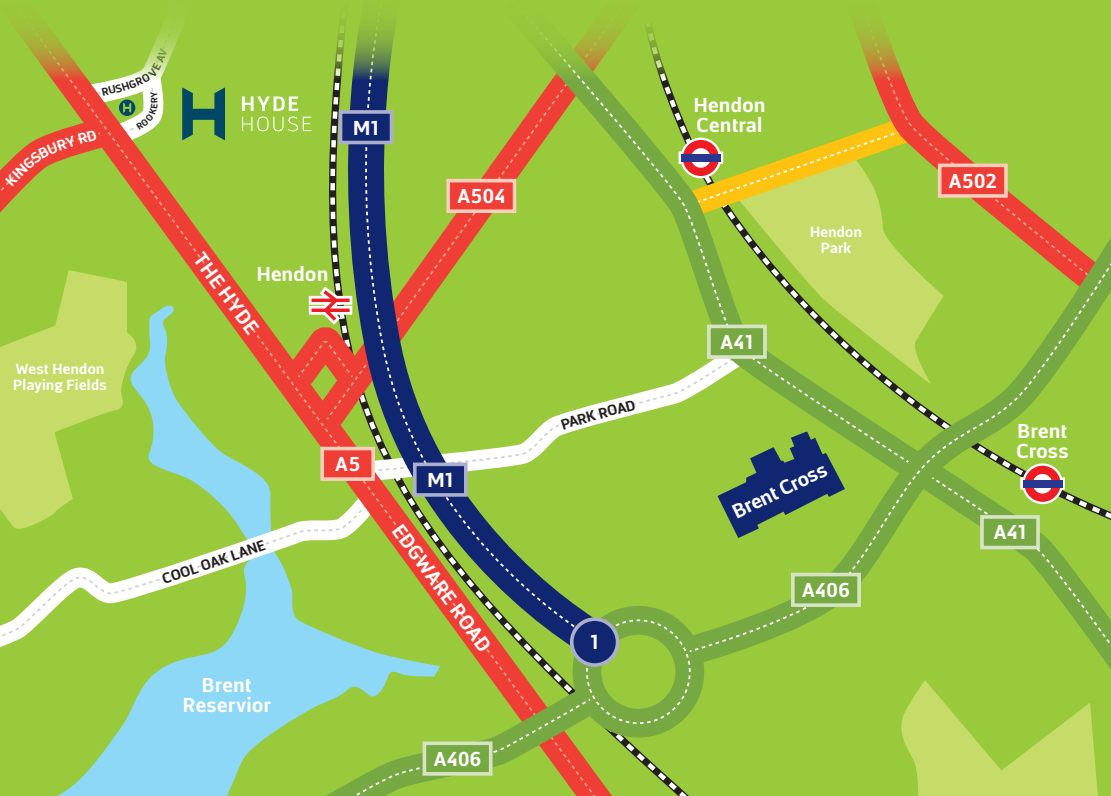 RUSHGROVE AV
H
ROOKERY
HYDE
HOUSE
KINGSBURY RD
M1
Hendon
Central
A504
A502
Hendon
Park
THE HYDE
Hendon
A41
West Hendon
Playing Fields
PARK ROAD
A5
M1
Brent
Cross
Brent Cross
A41
EDGWARE ROAD
COOL OAK LANE
A406
1
Brent
Reservior
A406